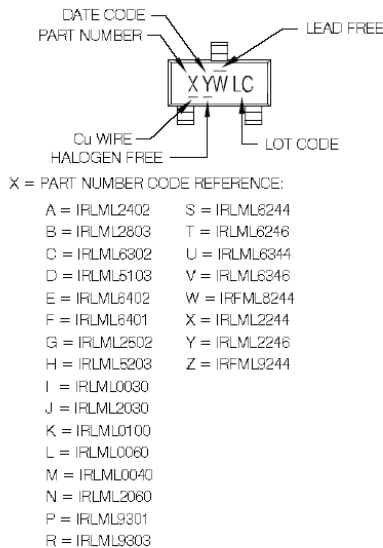 DATE CODE
PART NUMBER
LEAD FREE
XYWLC
Cu WIRE
HALOGEN FREE
LOT CODE
X = PART NUMBER CODE REFERENCE:
A = IRLML2402 S = IRLML6244
B = IRLML2803 T = IRLML6246
C = IRLML6302 U = IRLML6344
D = IRLML5103 V = IRLML6346
E = IRLML6402 W = IRFML8244
F = IRLML6401 X = IRLML2244
G = IRLML2502 Y = IRLML2246
H = IRLML5203 Z = IRFML9244
I = IRLML0030
J = IRLML2030
K = IRLML0100
L = IRLML0060
M = IRLML0040
N = IRLML2060
P = IRLML9301
R = IRLML9303